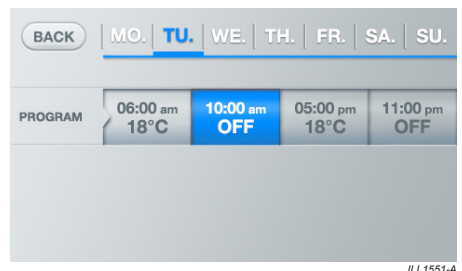 BACK MO. TU. WE. TH. FR. SA. SU.
PROGRAM 06:00 am 10:00 am 05:00 pm 11:00 pm
18°C OFF 18°C OFF
ILL1551-A